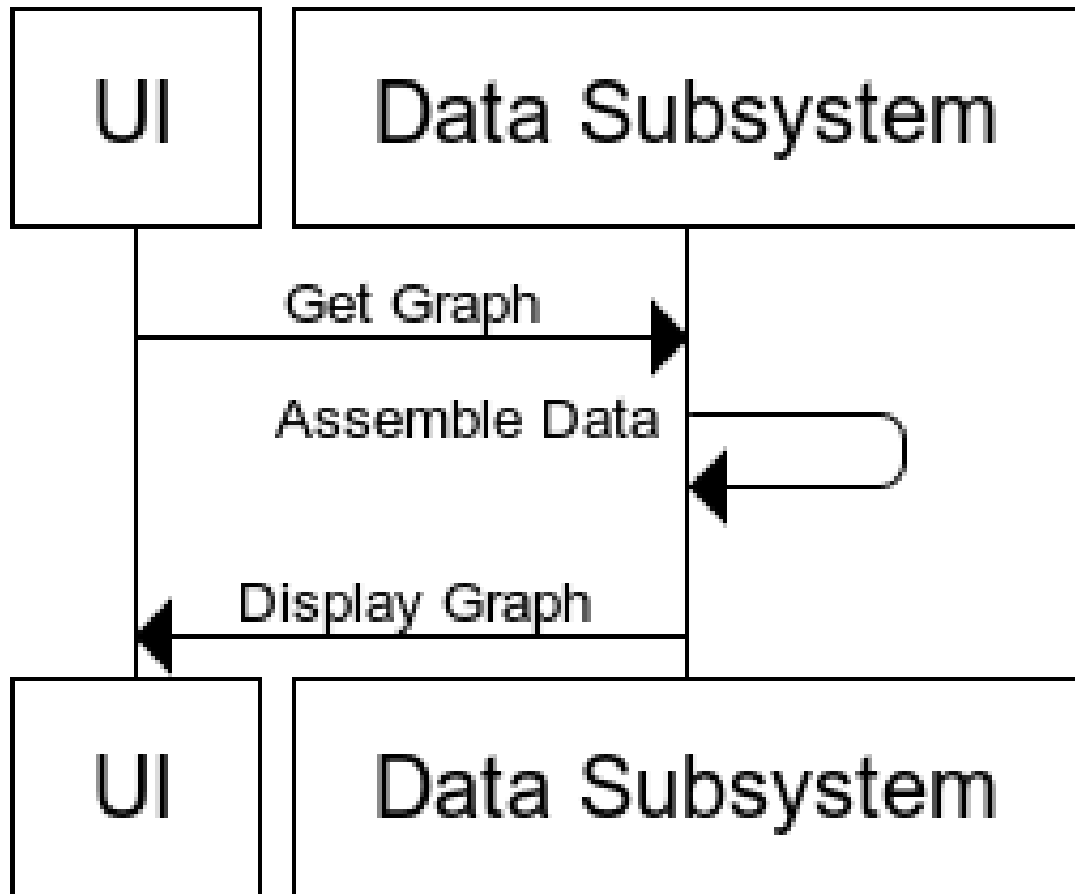 UI
Data Subsystem
Get Graph
Assemble Data
Display Graph
UI
Data Subsystem